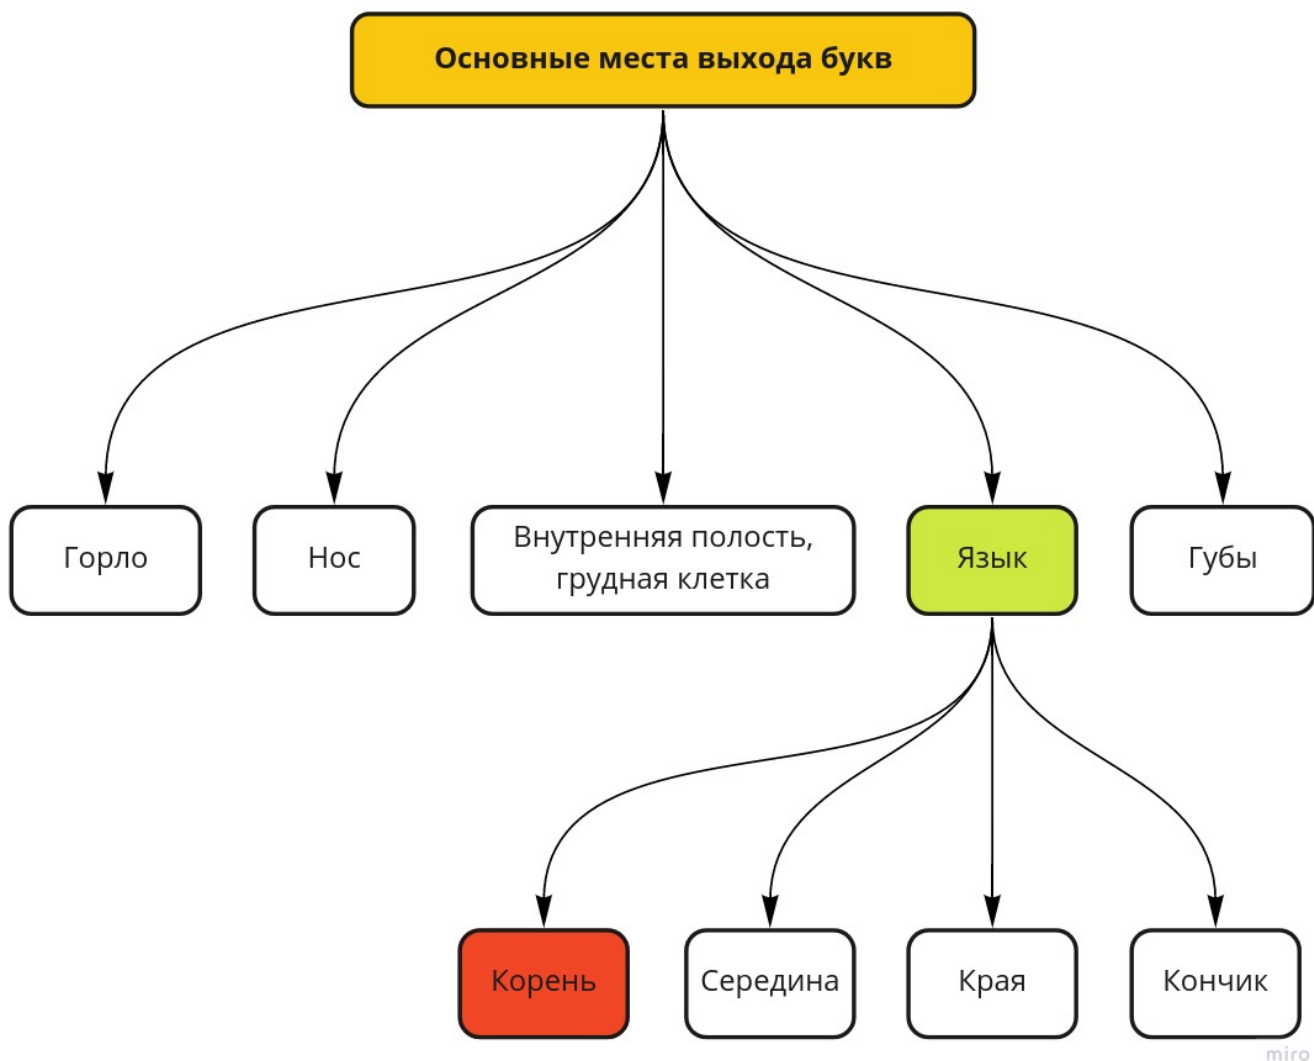 Основные места выхода букв
Горло
Нос
Внутренняя полость,
грудная клетка
Язык
Губы
Корень
Середина
Края
Кончик
miro